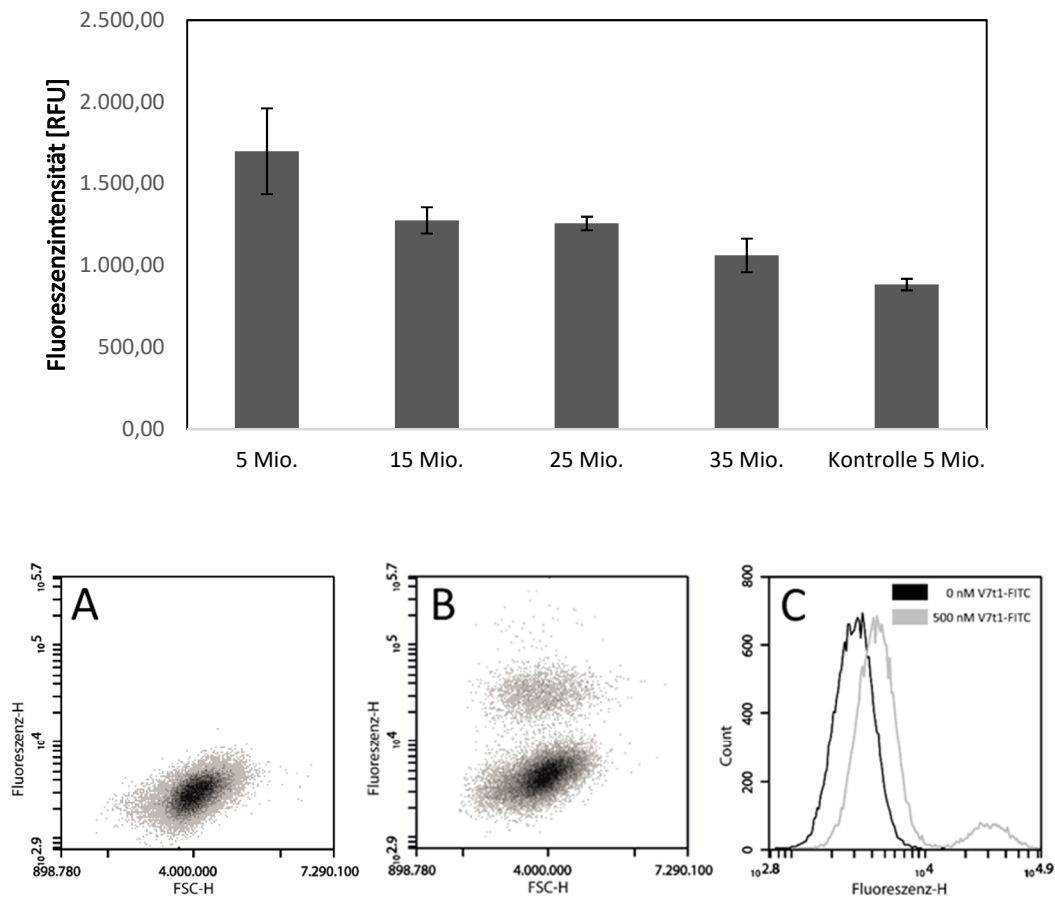 2.500,00
2.000,00
1.500,00
1.000,00
500,00
0,00
Fluoreszenzintensität [RFU]
5 Mio.
15 Mio.
25 Mio.
35 Mio.
Kontrolle 5 Mio.
A
10^5.7
10^5
10^4
10^2.9
Fluoreszenz-H
898.780
4.000.000
7.290.100
FSC-H
B
10^5.7
10^5
10^4
10^2.9
Fluoreszenz-H
898.780
4.000.000
7.290.100
FSC-H
C
0 nM V7t1-FITC
500 nM V7t1-FITC
800
600
400
200
0
Count
10^2.8
10^4
10^4.9
Fluoreszenz-H